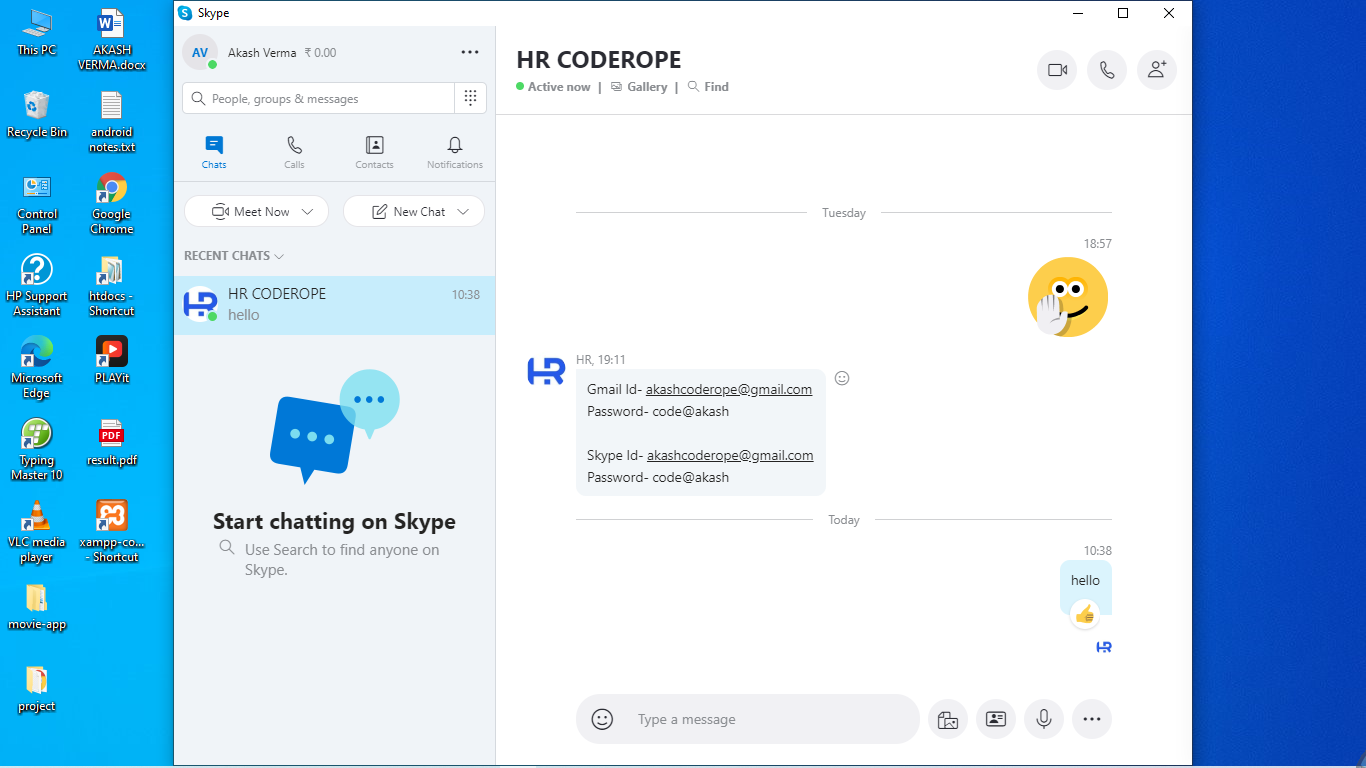 This PC
AKASH
VERMA.docx
Recycle Bin
android
notes.txt
Control
Panel
Google
Chrome
HP Support
Assistant
htdocs -
Shortcut
Microsoft
Edge
PLAYit
Typing
Master 10
PDF
result.pdf
VLC media
player
xampp-co...
- Shortcut
movie-app
project
Skype
AV
Akash Verma ₹ 0.00
People, groups & messages
Chats
Calls
Contacts
Notifications
Meet Now
New Chat
RECENT CHATS
HR
HR CODEROPE 10:38
hello
Start chatting on Skype
Use Search to find anyone on
Skype.
HR CODEROPE
Active now | Gallery | Find
Tuesday
18:57
HR
HR, 19:11
Gmail Id- akashcoderope@gmail.com
Password- code@akash
Skype Id- akashcoderope@gmail.com
Password- code@akash
Today
10:38
hello
HR
Type a message